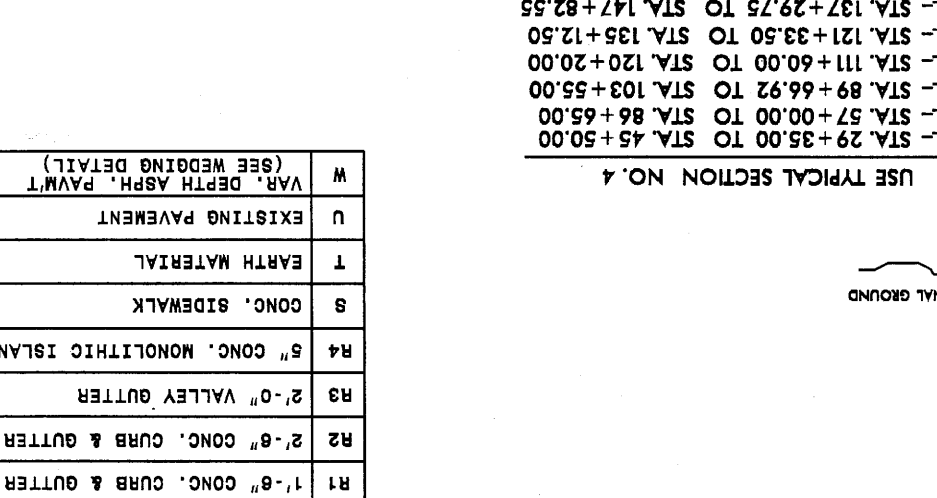 NAL GROUND
USE TYPICAL SECTION NO. 4
-- STA. 29+35.00 TO STA. 45+50.00
-- STA. 57+00.00 TO STA. 86+65.00
-- STA. 89+66.92 TO STA. 103+55.00
-- STA. 111+60.00 TO STA. 120+20.00
-- STA. 121+33.50 TO STA. 135+12.50
-- STA. 137+29.75 TO STA. 147+82.55
R1 1'-6" CONC. CURB & GUTTER
R2 2'-6" CONC. CURB & GUTTER
R3 2'-0" VALLEY GUTTER
R4 5" CONC. MONOLITHIC ISLAN
S CONC. SIDEWALK
T EARTH MATERIAL
U EXISTING PAVEMENT
W VAR. DEPTH ASPH. PAVM'T
(SEE WEDGING DETAIL)